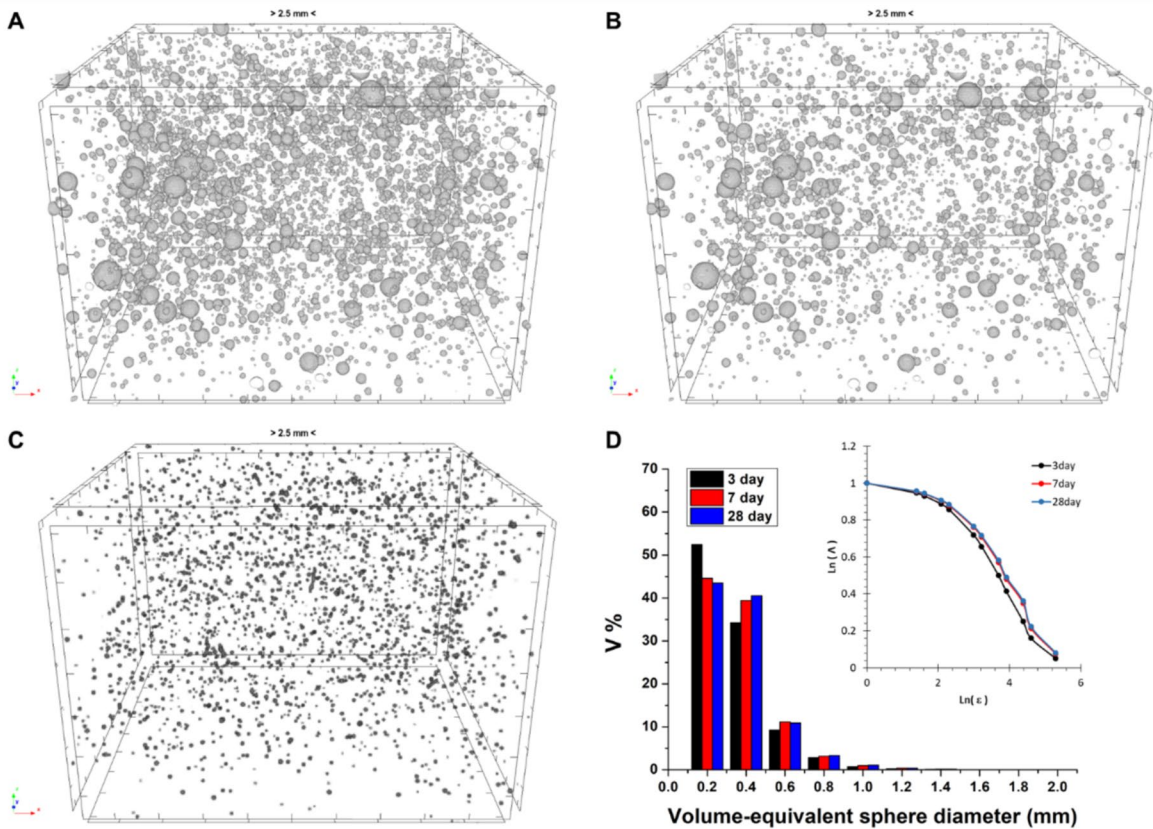 A
> 2.5 mm <
B
> 2.5 mm <
C
> 2.5 mm <
D
V %
70
60
50
40
30
20
10
0
3 day
7 day
28 day
0.0 0.2 0.4 0.6 0.8 1.0 1.2 1.4 1.6 1.8 2.0
Volume-equivalent sphere diameter (mm)
Ln ( Λ )
1.2
1
0.8
0.6
0.4
0.2
0
0 2 4 6
Ln( ε )
3day
7day
28day